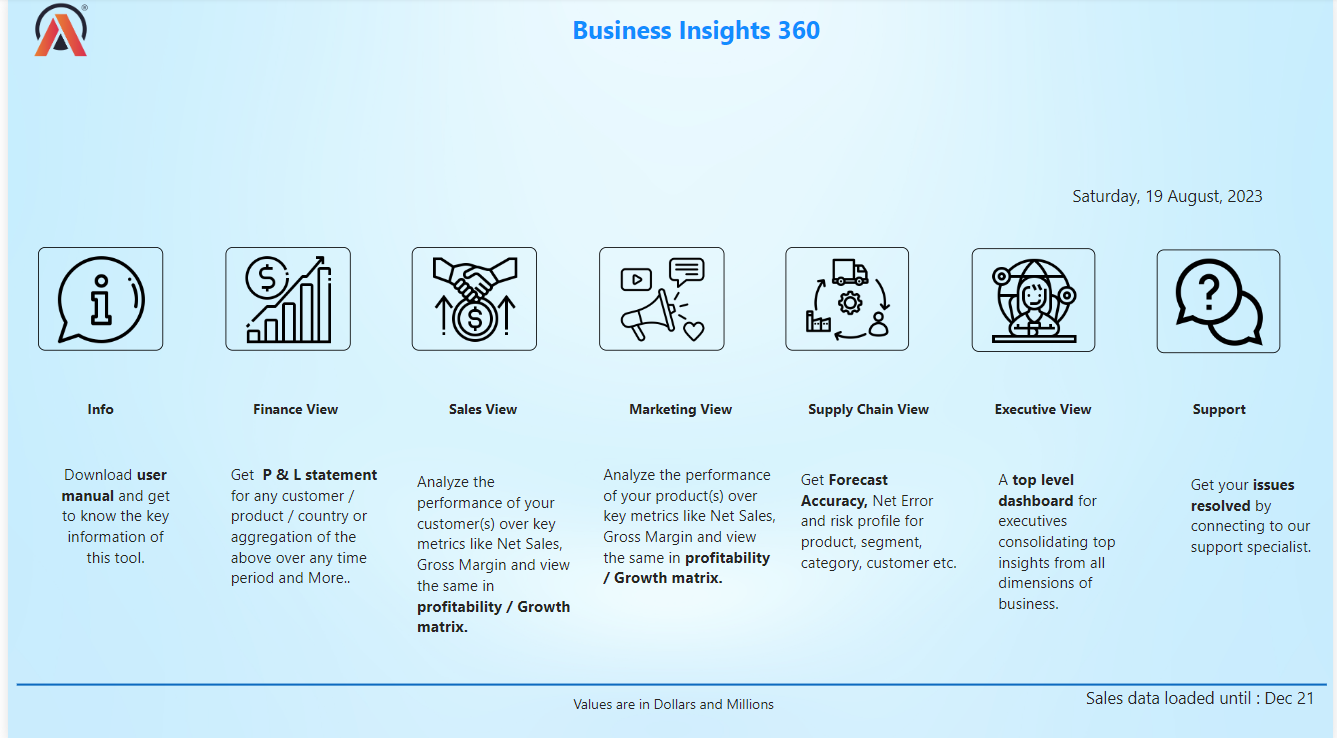 Business Insights 360
Saturday, 19 August, 2023
Info
Finance View
Sales View
Marketing View
Supply Chain View
Executive View
Support
Download user
manual and get
to know the key
information of
this tool.
Get P & L statement
for any customer /
product / country or
aggregation of the
above over any time
period and More..
Analyze the
performance of your
customer(s) over key
metrics like Net Sales,
Gross Margin and view
the same in
profitability / Growth
matrix.
Analyze the performance
of your product(s) over
key metrics like Net Sales,
Gross Margin and view
the same in profitability
/ Growth matrix.
Get Forecast
Accuracy, Net Error
and risk profile for
product, segment,
category, customer etc.
A top level
dashboard for
executives
consolidating top
insights from all
dimensions of
business.
Get your issues
resolved by
connecting to our
support specialist.
Values are in Dollars and Millions
Sales data loaded until : Dec 21